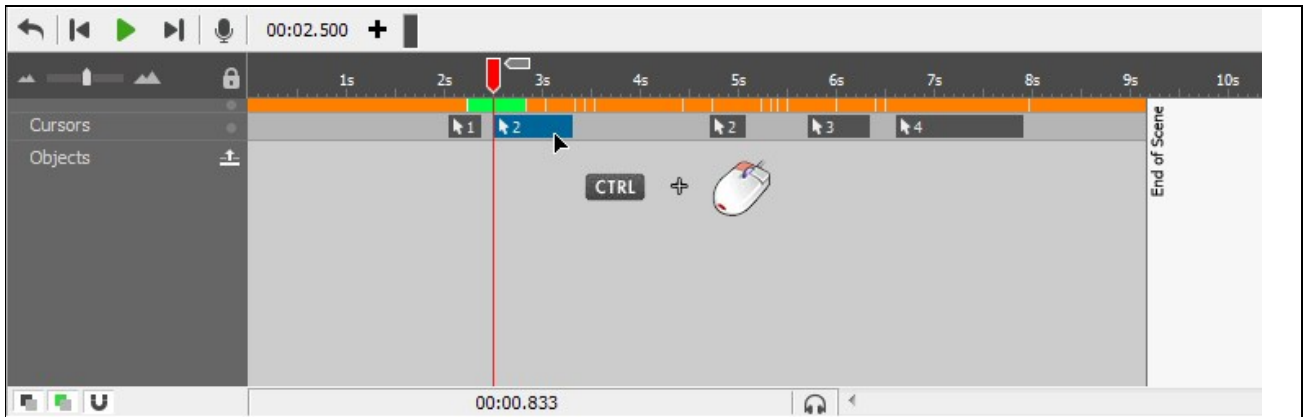 00:02.500
1s 2s 3s 4s 5s 6s 7s 8s 9s 10s
Cursors 1 2 2 3 4
Objects
CTRL
End of Scene
00:00.833